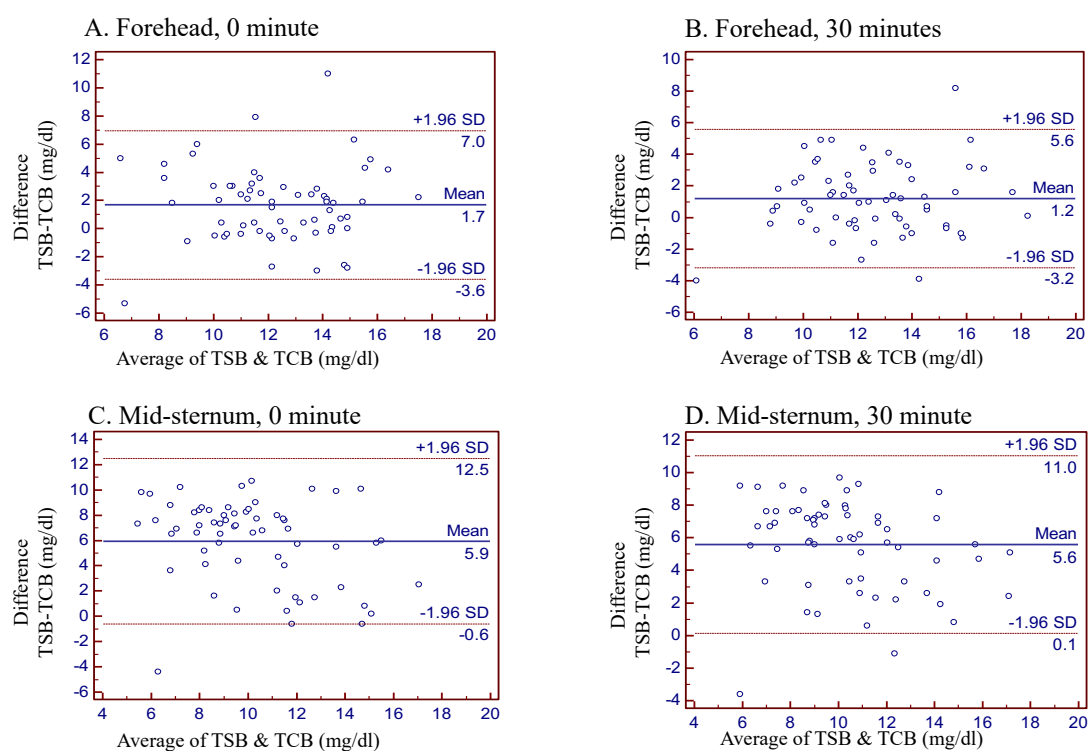 A. Forehead, 0 minute
12
10
8
6
4
2
0
-2
-4
-6
Difference
TSB-TCB (mg/dl)
+1.96 SD
7.0
Mean
1.7
-1.96 SD
-3.6
6 8 10 12 14 16 18 20
Average of TSB & TCB (mg/dl)
B. Forehead, 30 minutes
10
8
6
4
2
0
-2
-4
-6
Difference
TSB-TCB (mg/dl)
+1.96 SD
5.6
Mean
1.2
-1.96 SD
-3.2
6 8 10 12 14 16 18 20
Average of TSB & TCB (mg/dl)
C. Mid-sternum, 0 minute
14
12
10
8
6
4
2
0
-2
-4
-6
Difference
TSB-TCB (mg/dl)
+1.96 SD
12.5
Mean
5.9
-1.96 SD
-0.6
4 6 8 10 12 14 16 18 20
Average of TSB & TCB (mg/dl)
D. Mid-sternum, 30 minute
12
10
8
6
4
2
0
-2
-4
Difference
TSB-TCB (mg/dl)
+1.96 SD
11.0
Mean
5.6
-1.96 SD
0.1
4 6 8 10 12 14 16 18 20
Average of TSB & TCB (mg/dl)